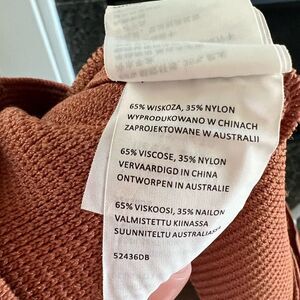 65% WISKOZA, 35% NYLON
WYPRODUKOWANO W CHINACH
ZAPROJEKTOWANE W AUSTRALII
65% VISCOSE, 35% NYLON
VERVAARDIGD IN CHINA
ONTWORPEN IN AUSTRALIE
65% VISKOOSI, 35% NAILON
VALMISTETTU KIINASSA
SUUNNITELTU AUSTRALIASSA
52436DB